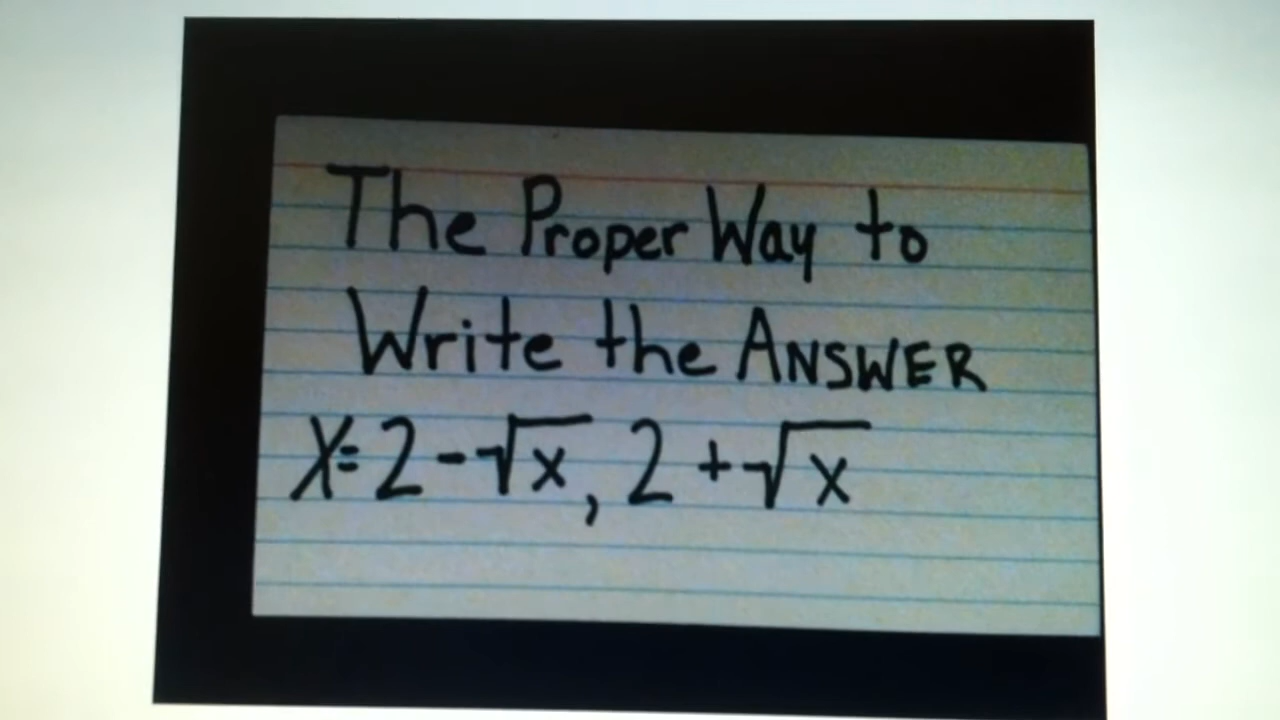 The Proper Way to
Write the ANSWER
x=2-√x, 2+√x